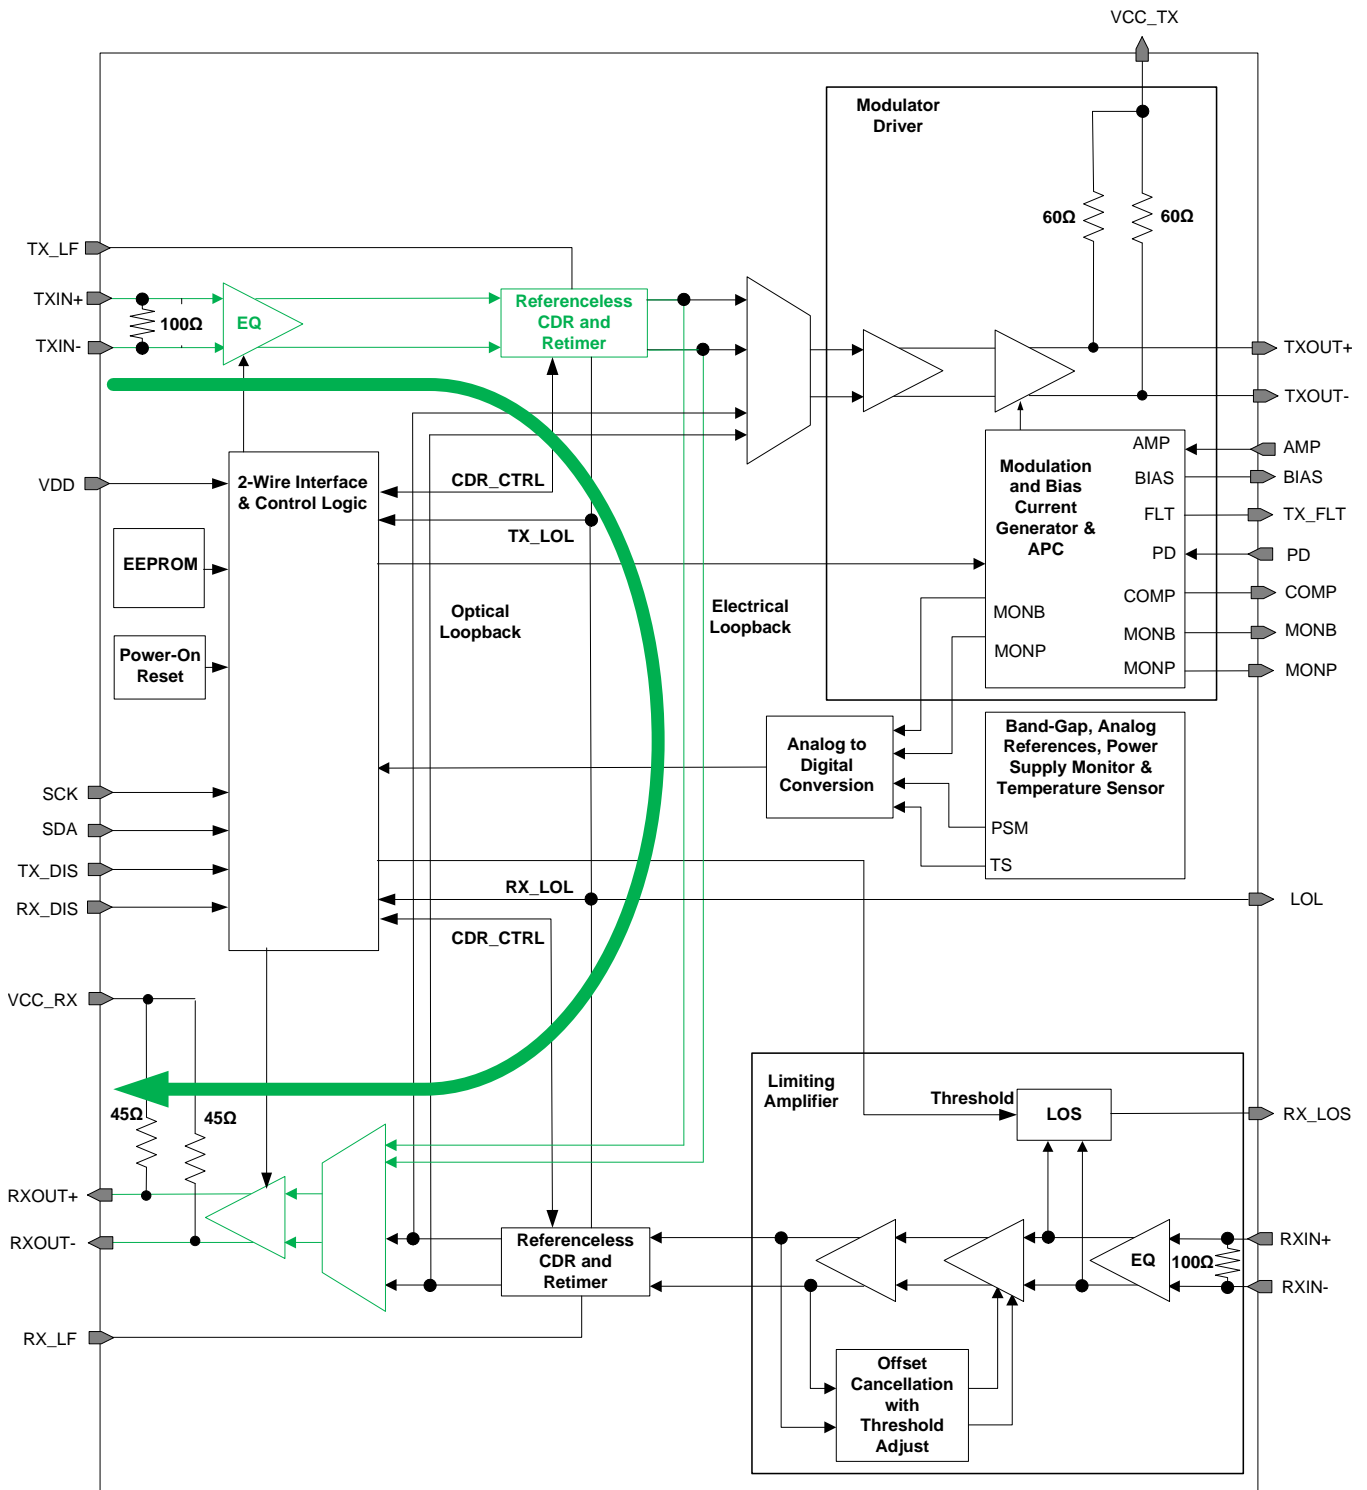 VCC_TX
Modulator
Driver
60Ω
60Ω
TX_LF
TXIN+
100Ω
TXIN-
EQ
Referenceless
CDR and
Retimer
TXOUT+
TXOUT-
VDD
2-Wire Interface
& Control Logic
CDR_CTRL
TX_LOL
EEPROM
Power-On
Reset
Optical
Loopback
Electrical
Loopback
Modulation
and Bias
Current
Generator &
APC
AMP
BIAS
FLT
PD
COMP
MONB
MONP
MONB
MONP
AMP
BIAS
TX_FLT
PD
COMP
MONB
MONP
Analog to
Digital
Conversion
Band-Gap, Analog
References, Power
Supply Monitor &
Temperature Sensor
PSM
TS
SCK
SDA
TX_DIS
RX_DIS
RX_LOL
CDR_CTRL
LOL
VCC_RX
45Ω
45Ω
RXOUT+
RXOUT-
RX_LF
Referenceless
CDR and
Retimer
Limiting
Amplifier
Threshold
LOS
RX_LOS
EQ
100Ω
RXIN+
RXIN-
Offset
Cancellation
with
Threshold
Adjust